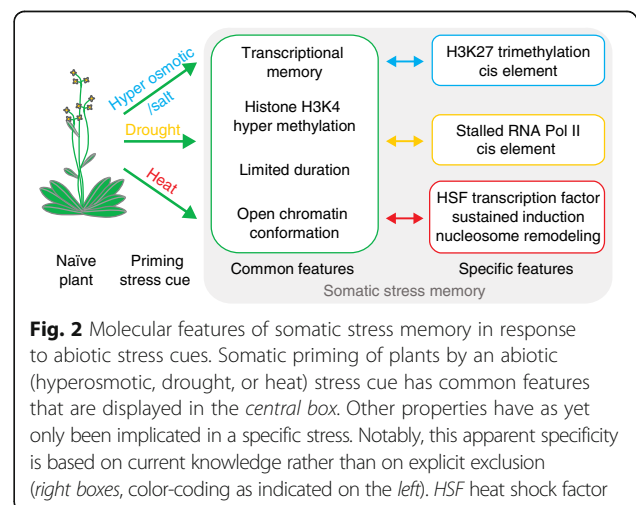 Hyper osmotic
/salt
Drought
Heat
Naïve
plant
Priming
stress cue
Transcriptional
memory
Histone H3K4
hyper methylation
Limited duration
Open chromatin
conformation
Common features
H3K27 trimethylation
cis element
Stalled RNA Pol II
cis element
HSF transcription factor
sustained induction
nucleosome remodeling
Specific features
Somatic stress memory
Fig. 2 Molecular features of somatic stress memory in response
to abiotic stress cues. Somatic priming of plants by an abiotic
(hyperosmotic, drought, or heat) stress cue has common features
that are displayed in the central box. Other properties have as yet
only been implicated in a specific stress. Notably, this apparent specificity
is based on current knowledge rather than on explicit exclusion
(right boxes, color-coding as indicated on the left). HSF heat shock factor